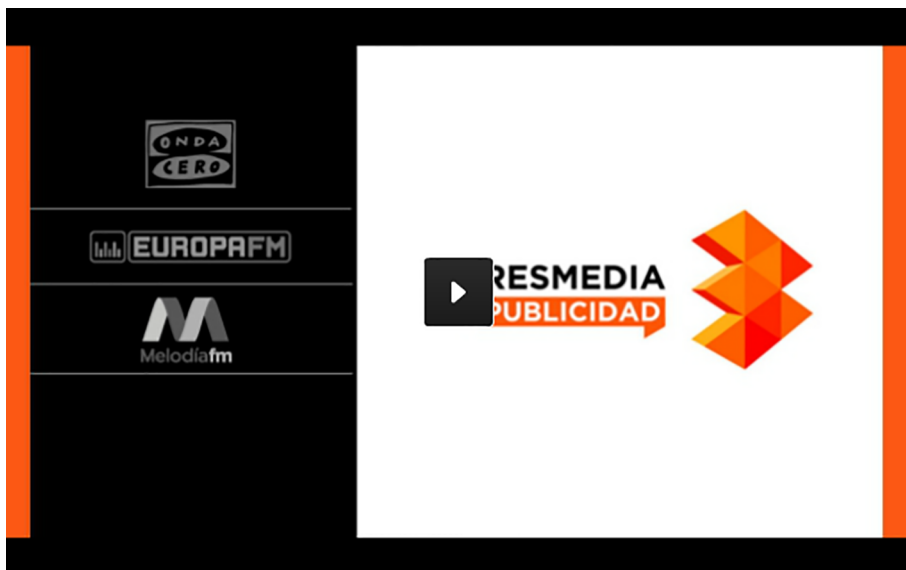 ONDA
CERO
EUROPAFM
Melodíafm
RESMEDIA
PUBLICIDAD